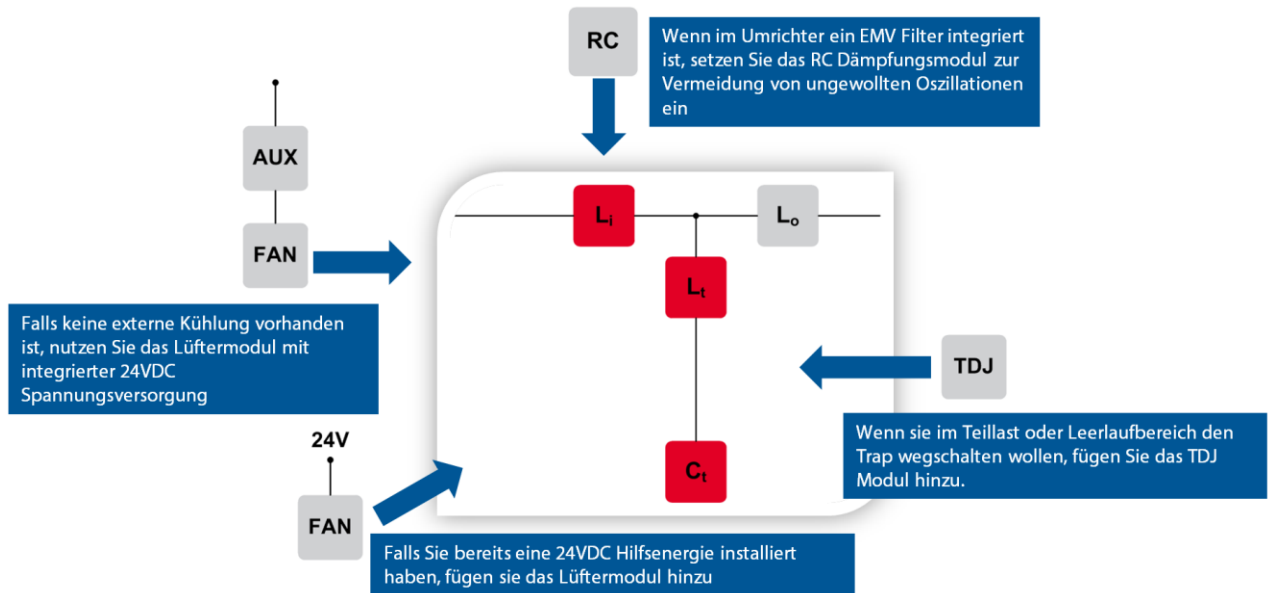 RC
Wenn im Umrichter ein EMV Filter integriert
ist, setzen Sie das RC Dämpfungsmodul zur
Vermeidung von ungewollten Oszillationen
ein
AUX
FAN
Falls keine externe Kühlung vorhanden
ist, nutzen Sie das Lüftermodul mit
integrierter 24VDC
Spannungsversorgung
Li
Lo
Lt
Ct
TDJ
Wenn sie im Teillast oder Leerlaufbereich den
Trap wegschalten wollen, fügen Sie das TDJ
Modul hinzu.
24V
FAN
Falls Sie bereits eine 24VDC Hilfsenergie installiert
haben, fügen sie das Lüftermodul hinzu